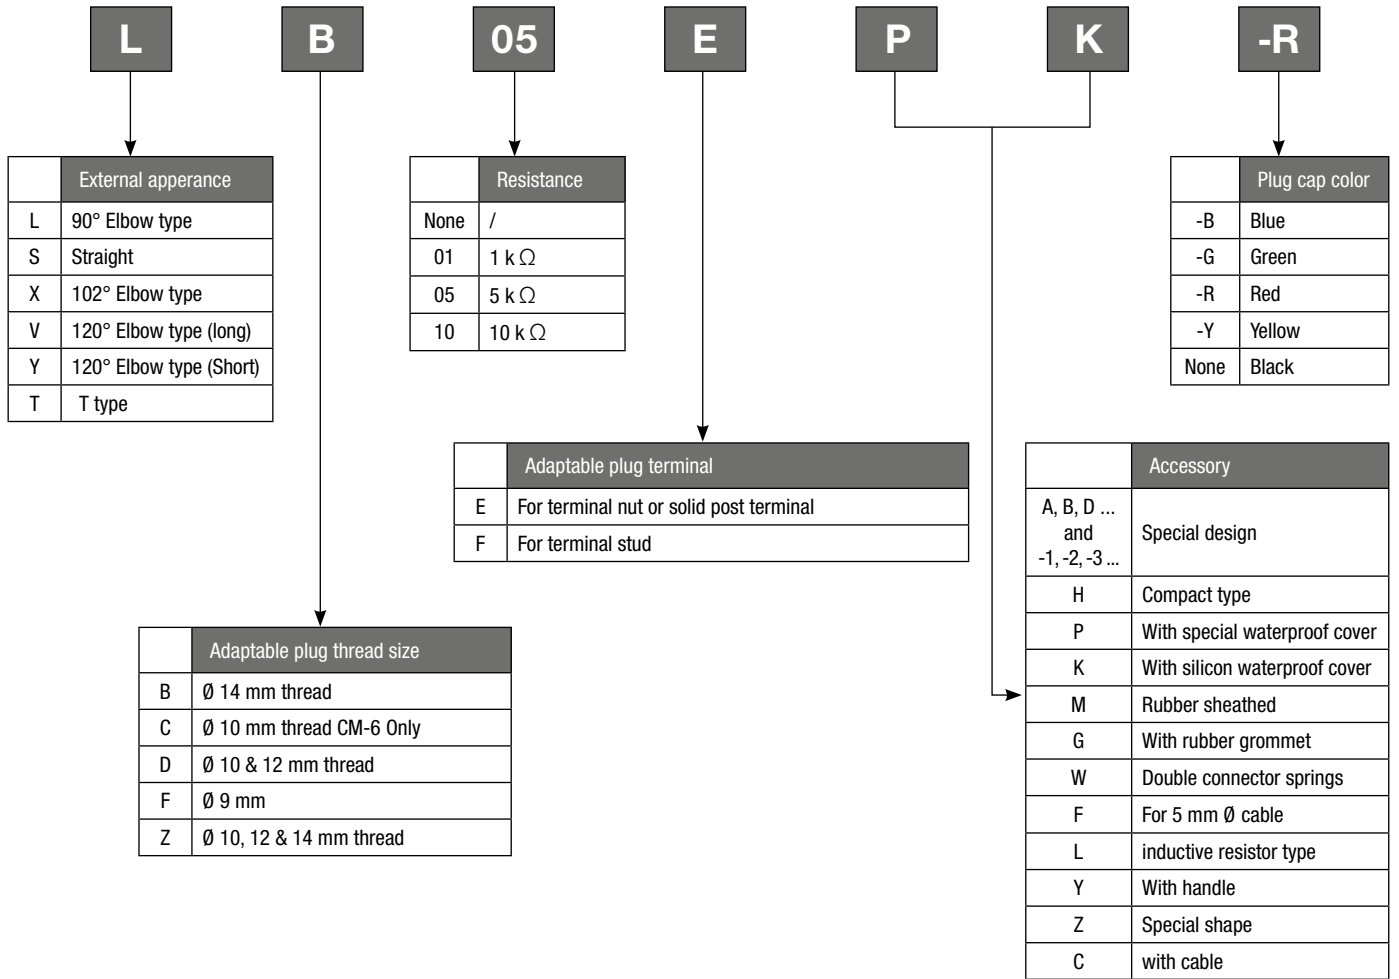 L B 05 E P K -R
External apperance
L 90° Elbow type
S Straight
X 102° Elbow type
V 120° Elbow type (long)
Y 120° Elbow type (Short)
T T type
Resistance
None /
01 1 k Ω
05 5 k Ω
10 10 k Ω
Plug cap color
-B Blue
-G Green
-R Red
-Y Yellow
None Black
Adaptable plug terminal
E For terminal nut or solid post terminal
F For terminal stud
Adaptable plug thread size
B Ø 14 mm thread
C Ø 10 mm thread CM-6 Only
D Ø 10 & 12 mm thread
F Ø 9 mm
Z Ø 10, 12 & 14 mm thread
Accessory
A, B, D ...
and
-1, -2, -3 ...
Special design
H Compact type
P With special waterproof cover
K With silicon waterproof cover
M Rubber sheathed
G With rubber grommet
W Double connector springs
F For 5 mm Ø cable
L inductive resistor type
Y With handle
Z Special shape
C with cable